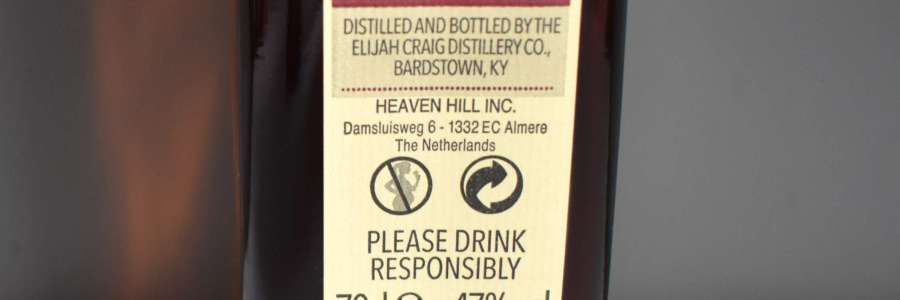 DISTILLED AND BOTTLED BY THE
ELIJAH CRAIG DISTILLERY CO.,
BARDSTOWN, KY
HEAVEN HILL INC.
Damsluisweg 6 - 1332 EC Almere
The Netherlands
PLEASE DRINK
RESPONSIBLY
47%